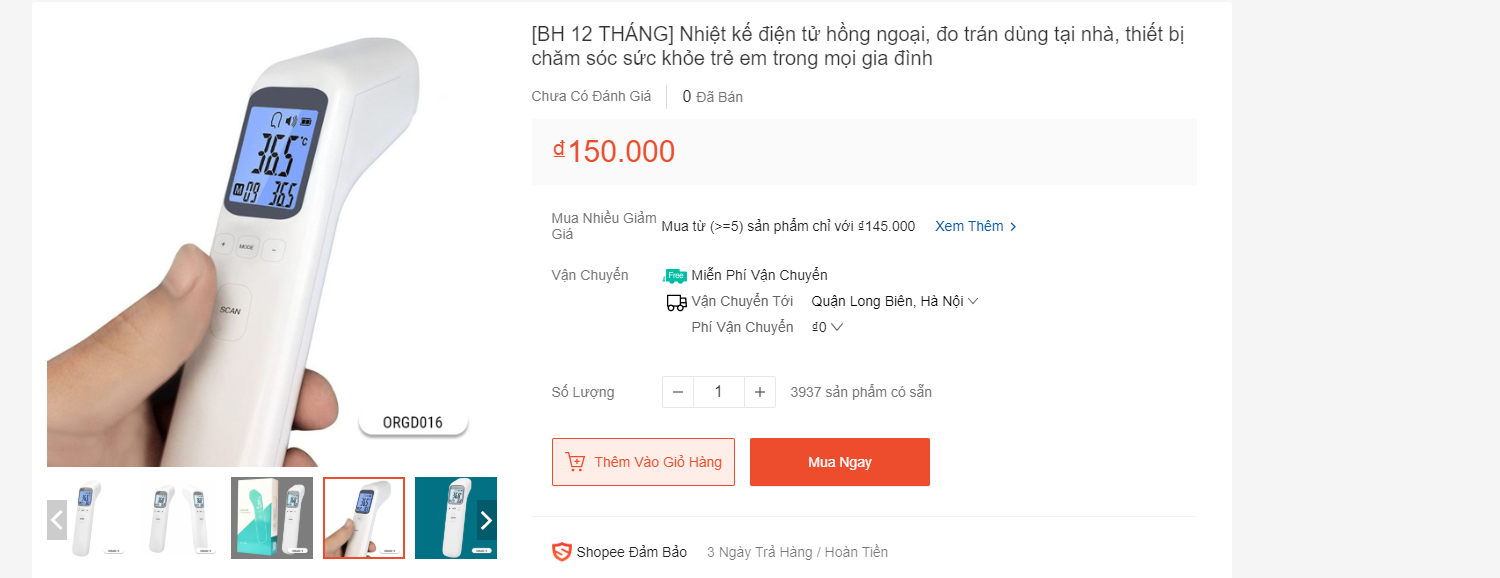 [BH 12 THÁNG] Nhiệt kế điện tử hồng ngoại, đo trán dùng tại nhà, thiết bị
chăm sóc sức khỏe trẻ em trong mọi gia đình
Chưa Có Đánh Giá 0 Đã Bán
₫150.000
Mua Nhiều Giảm
Giá
Mua từ (>=5) sản phẩm chỉ với ₫145.000 Xem Thêm
Vận Chuyển
Free Miễn Phí Vận Chuyển
Vận Chuyển Tới Quận Long Biên, Hà Nội
Phí Vận Chuyển ₫0
Số Lượng − 1 + 3937 sản phẩm có sẵn
Thêm Vào Giỏ Hàng Mua Ngay
Shopee Đảm Bảo 3 Ngày Trả Hàng / Hoàn Tiền
36.5 °C
M 09 36.5
+ MODE −
SCAN
ORGD016